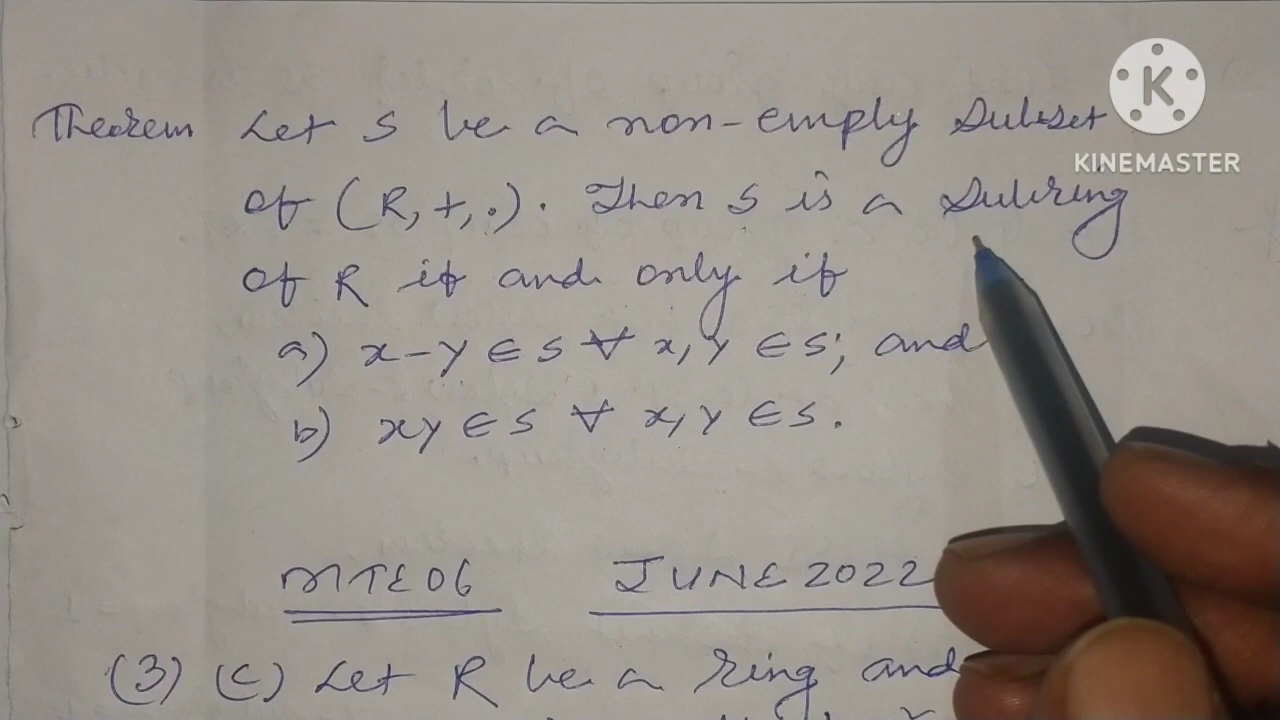 K
KINEMASTER
Theorem Let S be a non-empty subset
of (R, +, ·). Then S is a subring
of R if and only if
a) x-y ∈ S ∀ x, y ∈ S; and
b) xy ∈ S ∀ x, y ∈ S.
MTE06 JUNE 2022
(3) (c) Let R be a ring and